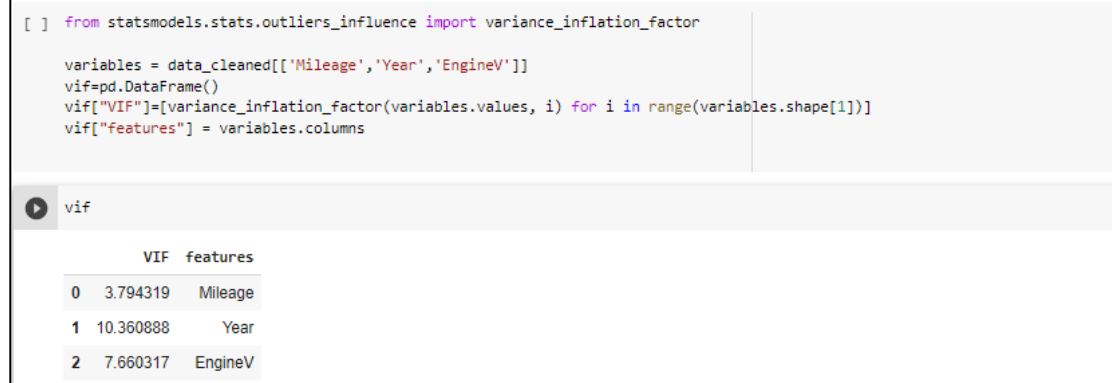 [ ] from statsmodels.stats.outliers_influence import variance_inflation_factor
variables = data_cleaned[['Mileage','Year','EngineV']]
vif=pd.DataFrame()
vif["VIF"]=[variance_inflation_factor(variables.values, i) for i in range(variables.shape[1])]
vif["features"] = variables.columns
vif
VIF features
0 3.794319 Mileage
1 10.360888 Year
2 7.660317 EngineV